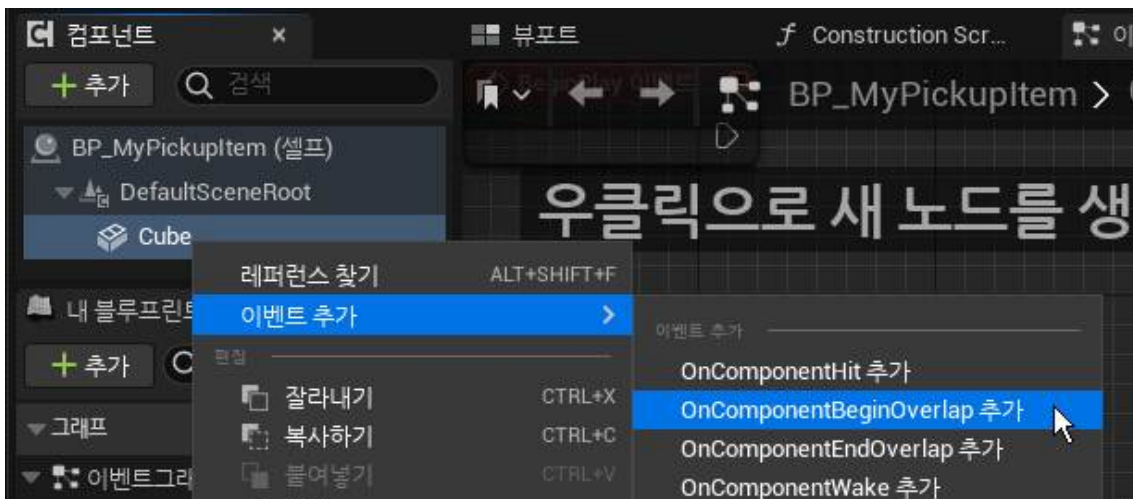 컴포넌트
뷰포트
Construction Scr...
추가
검색
BeginPlay 이벤트
BP_MyPickupItem >
BP_MyPickupItem (셀프)
DefaultSceneRoot
Cube
우클릭으로 새 노드를 생
레퍼런스 찾기 ALT+SHIFT+F
이벤트 추가
내 블루프린트
추가
편집
이벤트 추가
잘라내기 CTRL+X
복사하기 CTRL+C
붙여넣기 CTRL+V
OnComponentHit 추가
OnComponentBeginOverlap 추가
OnComponentEndOverlap 추가
OnComponentWake 추가
그래프
이벤트그래